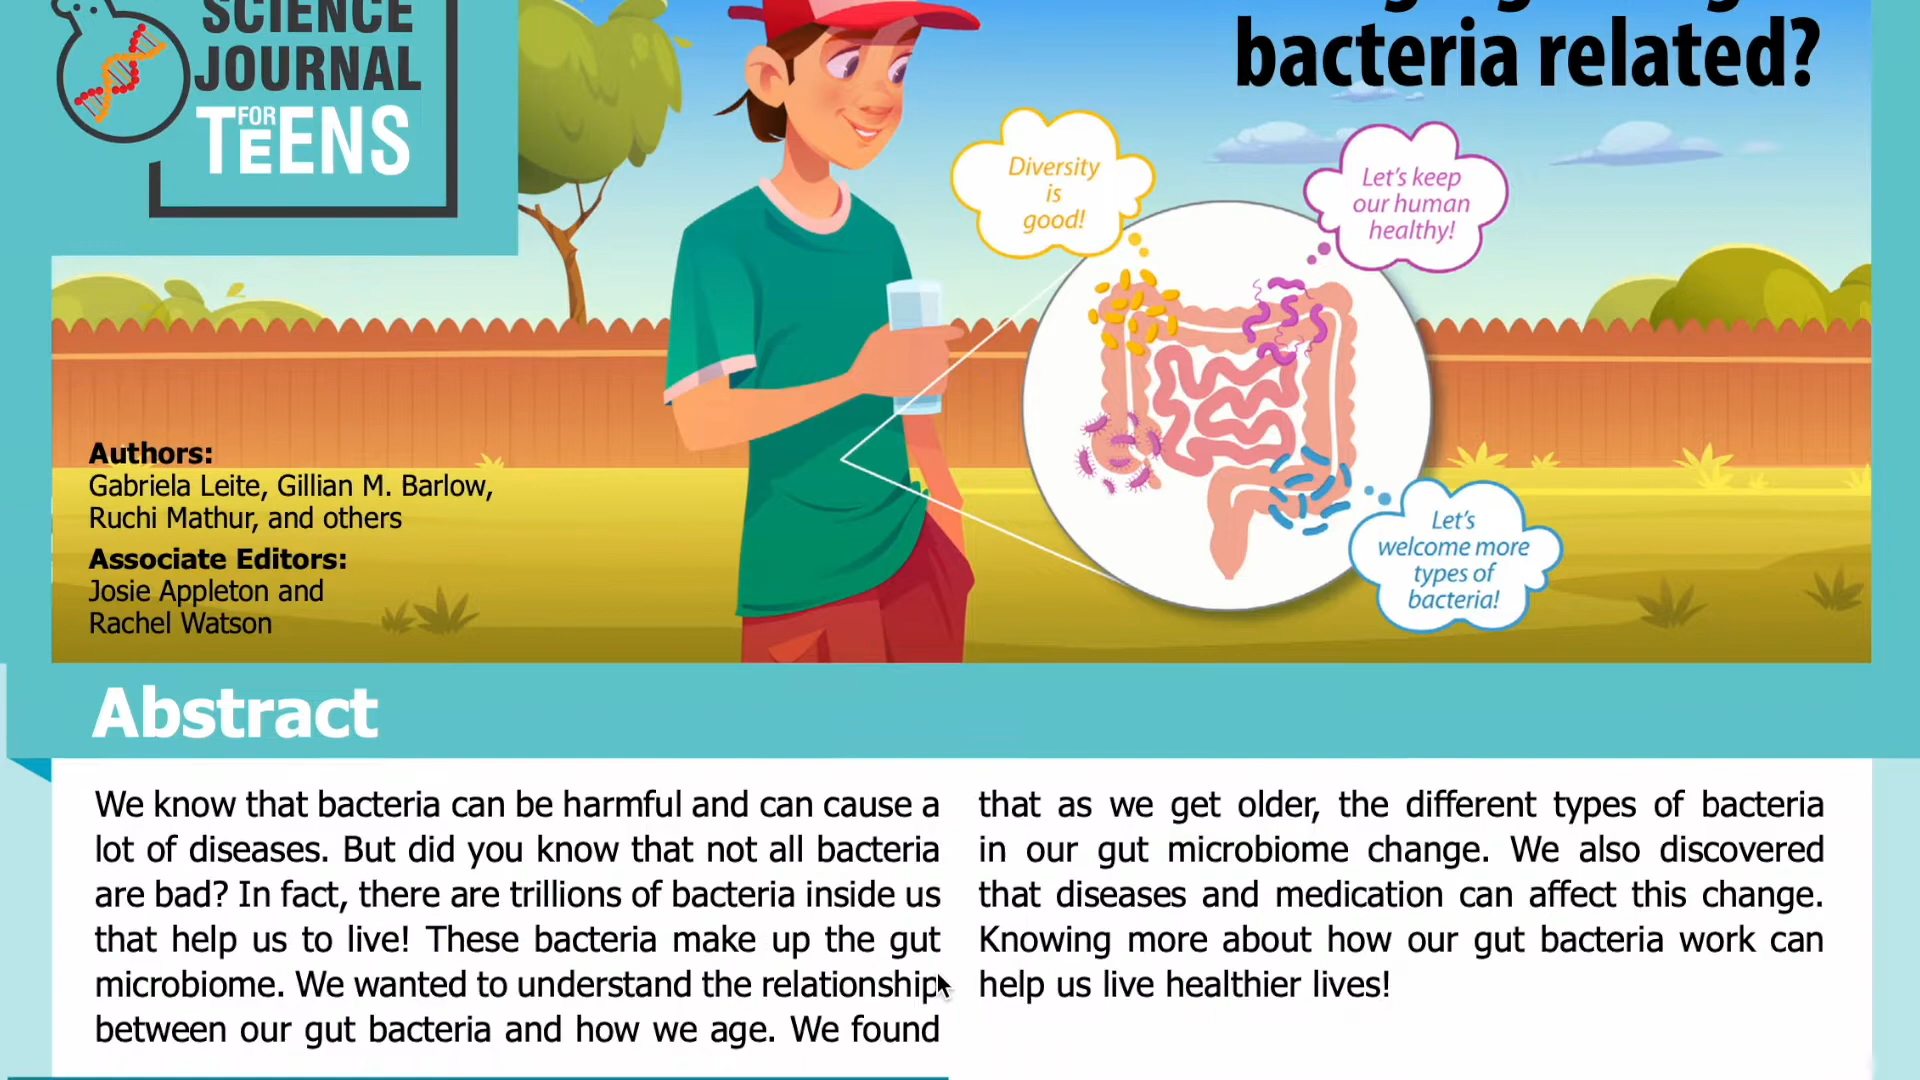 SCIENCE
JOURNAL
FOR
TEENS
bacteria related?
Diversity
is
good!
Let's keep
our human
healthy!
Let's
welcome more
types of
bacteria!
Authors:
Gabriela Leite, Gillian M. Barlow,
Ruchi Mathur, and others
Associate Editors:
Josie Appleton and
Rachel Watson
Abstract
We know that bacteria can be harmful and can cause a
lot of diseases. But did you know that not all bacteria
are bad? In fact, there are trillions of bacteria inside us
that help us to live! These bacteria make up the gut
microbiome. We wanted to understand the relationship
between our gut bacteria and how we age. We found
that as we get older, the different types of bacteria
in our gut microbiome change. We also discovered
that diseases and medication can affect this change.
Knowing more about how our gut bacteria work can
help us live healthier lives!